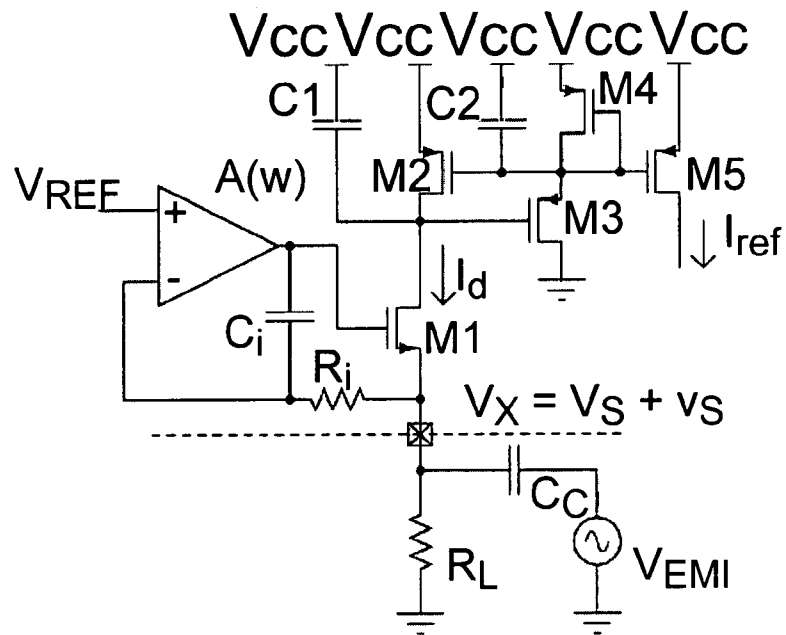 Vcc Vcc Vcc Vcc Vcc
C1
C2
M4
M2
M5
VREF
A(w)
M3
Iref
+
-
Id
Ci
M1
Ri
VX = VS + vS
CC
RL
VEMI